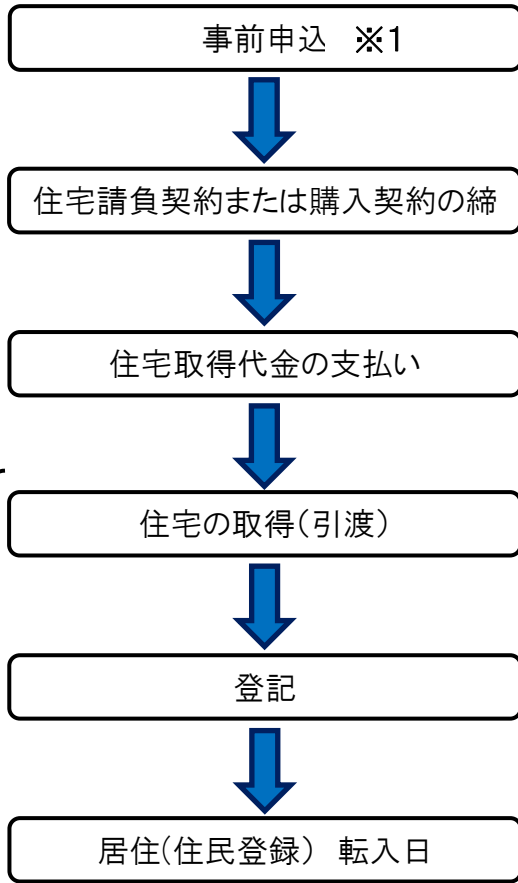 事前申込　※1
住宅請負契約または購入契約の締
住宅取得代金の支払い
住宅の取得(引渡)
登記
居住(住民登録)　転入日